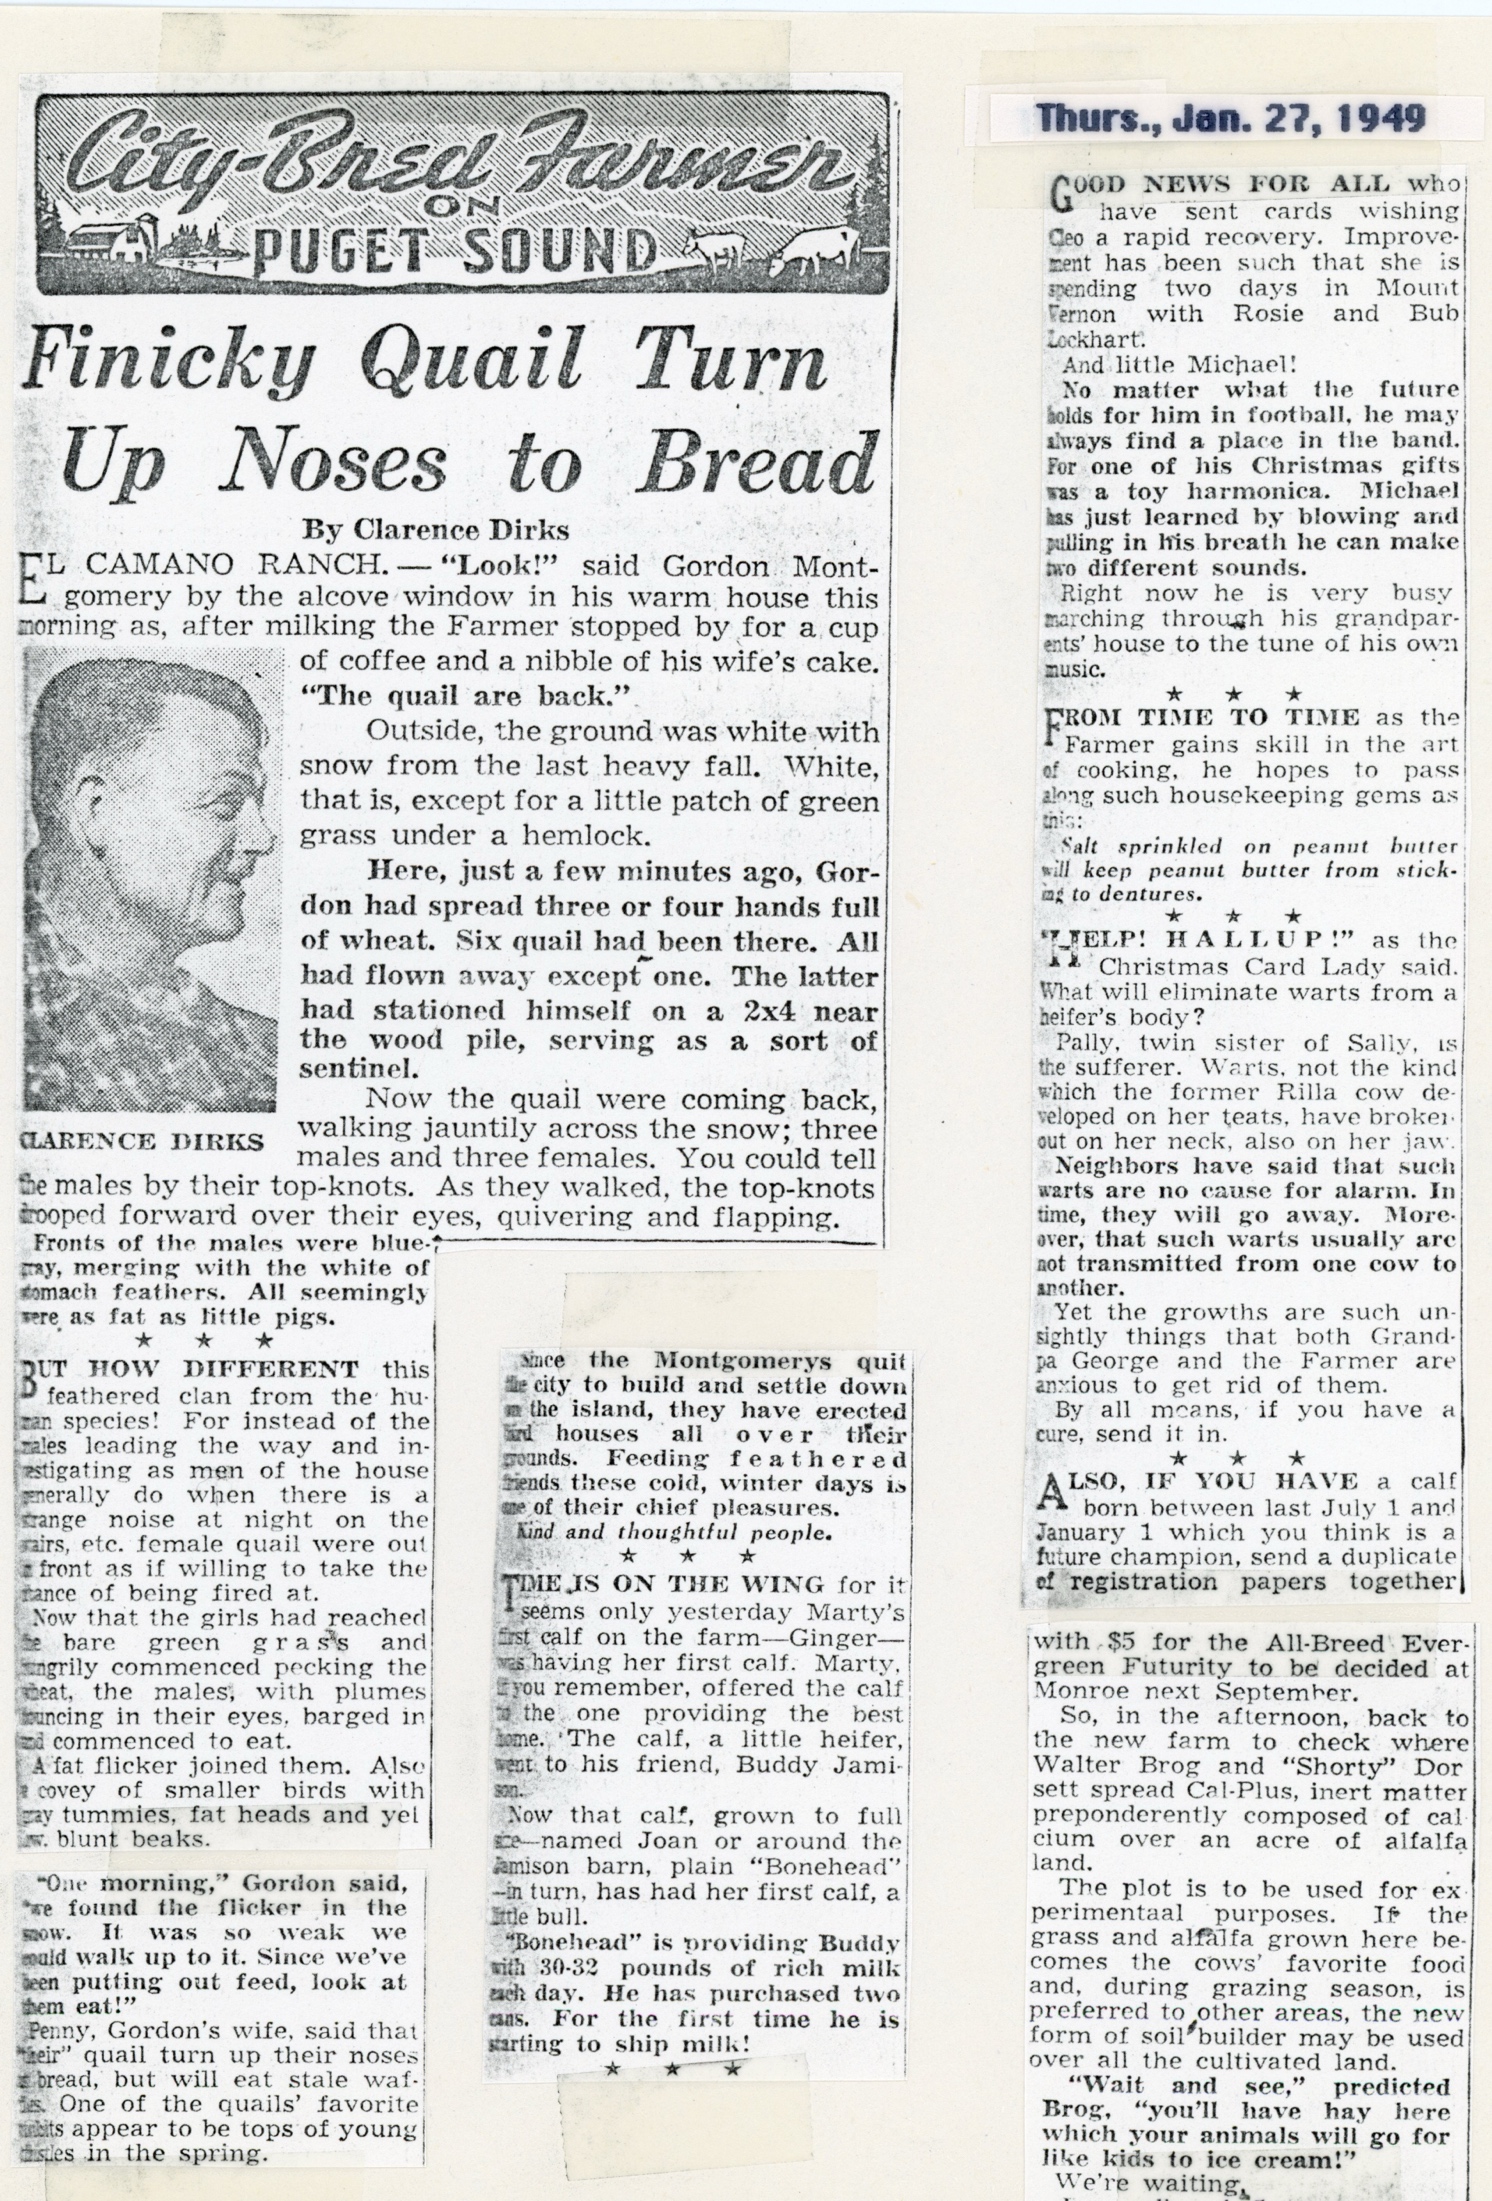 City-Bred Farmer
ON
PUGET SOUND
Finicky Quail Turn
Up Noses to Bread
By Clarence Dirks
EL CAMANO RANCH. — "Look!" said Gordon Mont-
gomery by the alcove window in his warm house this
morning as, after milking the Farmer stopped by for a cup
of coffee and a nibble of his wife's cake.
"The quail are back."
Outside, the ground was white with
snow from the last heavy fall. White,
that is, except for a little patch of green
grass under a hemlock.
Here, just a few minutes ago, Gor-
don had spread three or four hands full
of wheat. Six quail had been there. All
had flown away except one. The latter
had stationed himself on a 2x4 near
the wood pile, serving as a sort of
sentinel.
Now the quail were coming back,
walking jauntily across the snow; three
males and three females. You could tell
CLARENCE DIRKS
the males by their top-knots. As they walked, the top-knots
drooped forward over their eyes, quivering and flapping.
Fronts of the males were blue-
gray, merging with the white of
stomach feathers. All seemingly
were as fat as little pigs.
★ ★ ★
BUT HOW DIFFERENT this
feathered clan from the hu-
man species! For instead of the
males leading the way and in-
vestigating as men of the house
generally do when there is a
strange noise at night on the
stairs, etc. female quail were out
front as if willing to take the
chance of being fired at.
Now that the girls had reached
the bare green grass and
hungrily commenced pecking the
wheat, the males, with plumes
bouncing in their eyes, barged in
and commenced to eat.
A fat flicker joined them. Also
a covey of smaller birds with
gray tummies, fat heads and yel
low, blunt beaks.
"One morning," Gordon said,
"we found the flicker in the
snow. It was so weak we
could walk up to it. Since we've
been putting out feed, look at
them eat!"
Penny, Gordon's wife, said that
"their" quail turn up their noses
at bread, but will eat stale waf-
fles. One of the quails' favorite
appear to be tops of young
thistles in the spring.
Since the Montgomerys quit
the city to build and settle down
on the island, they have erected
bird houses all over their
grounds. Feeding feathered
friends these cold, winter days is
one of their chief pleasures.
Kind and thoughtful people.
★ ★ ★
TIME IS ON THE WING for it
seems only yesterday Marty's
first calf on the farm—Ginger—
was having her first calf. Marty,
if you remember, offered the calf
to the one providing the best
home. The calf, a little heifer,
went to his friend, Buddy Jami-
son.
Now that calf, grown to full
size—named Joan or around the
Jamison barn, plain "Bonehead"
—in turn, has had her first calf, a
little bull.
"Bonehead" is providing Buddy
with 30-32 pounds of rich milk
each day. He has purchased two
cans. For the first time he is
starting to ship milk!
★ ★ ★
Thurs., Jan. 27, 1949
GOOD NEWS FOR ALL who
have sent cards wishing
Cleo a rapid recovery. Improve-
ment has been such that she is
spending two days in Mount
Vernon with Rosie and Bub
Lockhart.
And little Michael!
No matter what the future
holds for him in football, he may
always find a place in the band.
For one of his Christmas gifts
was a toy harmonica. Michael
has just learned by blowing and
pulling in his breath he can make
two different sounds.
Right now he is very busy
marching through his grandpar-
ents' house to the tune of his own
music.
★ ★ ★
FROM TIME TO TIME as the
Farmer gains skill in the art
of cooking, he hopes to pass
along such housekeeping gems as
this:
Salt sprinkled on peanut butter
will keep peanut butter from stick-
ing to dentures.
★ ★ ★
"HELP! HALLUP!" as the
Christmas Card Lady said.
What will eliminate warts from a
heifer's body?
Pally, twin sister of Sally, is
the sufferer. Warts, not the kind
which the former Rilla cow de-
veloped on her teats, have broken
out on her neck, also on her jaw.
Neighbors have said that such
warts are no cause for alarm. In
time, they will go away. More-
over, that such warts usually are
not transmitted from one cow to
another.
Yet the growths are such un-
sightly things that both Grand-
pa George and the Farmer are
anxious to get rid of them.
By all means, if you have a
cure, send it in.
★ ★ ★
ALSO, IF YOU HAVE a calf
born between last July 1 and
January 1 which you think is a
future champion, send a duplicate
of registration papers together
with $5 for the All-Breed Ever-
green Futurity to be decided at
Monroe next September.
So, in the afternoon, back to
the new farm to check where
Walter Brog and "Shorty" Dor
sett spread Cal-Plus, inert matter
preponderently composed of cal
cium over an acre of alfalfa
land.
The plot is to be used for ex
perimentaal purposes. If the
grass and alfalfa grown here be-
comes the cows' favorite food
and, during grazing season, is
preferred to other areas, the new
form of soil builder may be used
over all the cultivated land.
"Wait and see," predicted
Brog, "you'll have hay here
which your animals will go for
like kids to ice cream!"
We're waiting.